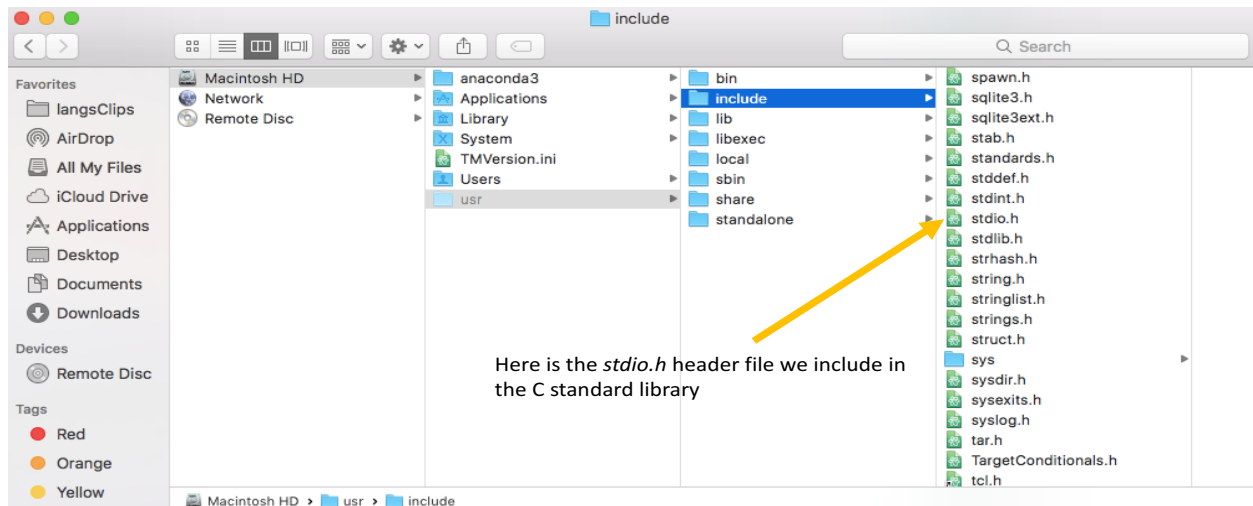 include
Search
Favorites
langsClips
AirDrop
All My Files
iCloud Drive
Applications
Desktop
Documents
Downloads
Devices
Remote Disc
Tags
Red
Orange
Yellow
Macintosh HD
Network
Remote Disc
anaconda3
Applications
Library
System
TMVersion.ini
Users
usr
bin
include
lib
libexec
local
sbin
share
standalone
spawn.h
sqlite3.h
sqlite3ext.h
stab.h
standards.h
stddef.h
stdint.h
stdio.h
stdlib.h
strhash.h
string.h
stringlist.h
strings.h
struct.h
sys
sysdir.h
sysexits.h
syslog.h
tar.h
TargetConditionals.h
tcl.h
Here is the stdio.h header file we include in
the C standard library
Macintosh HD › usr › include